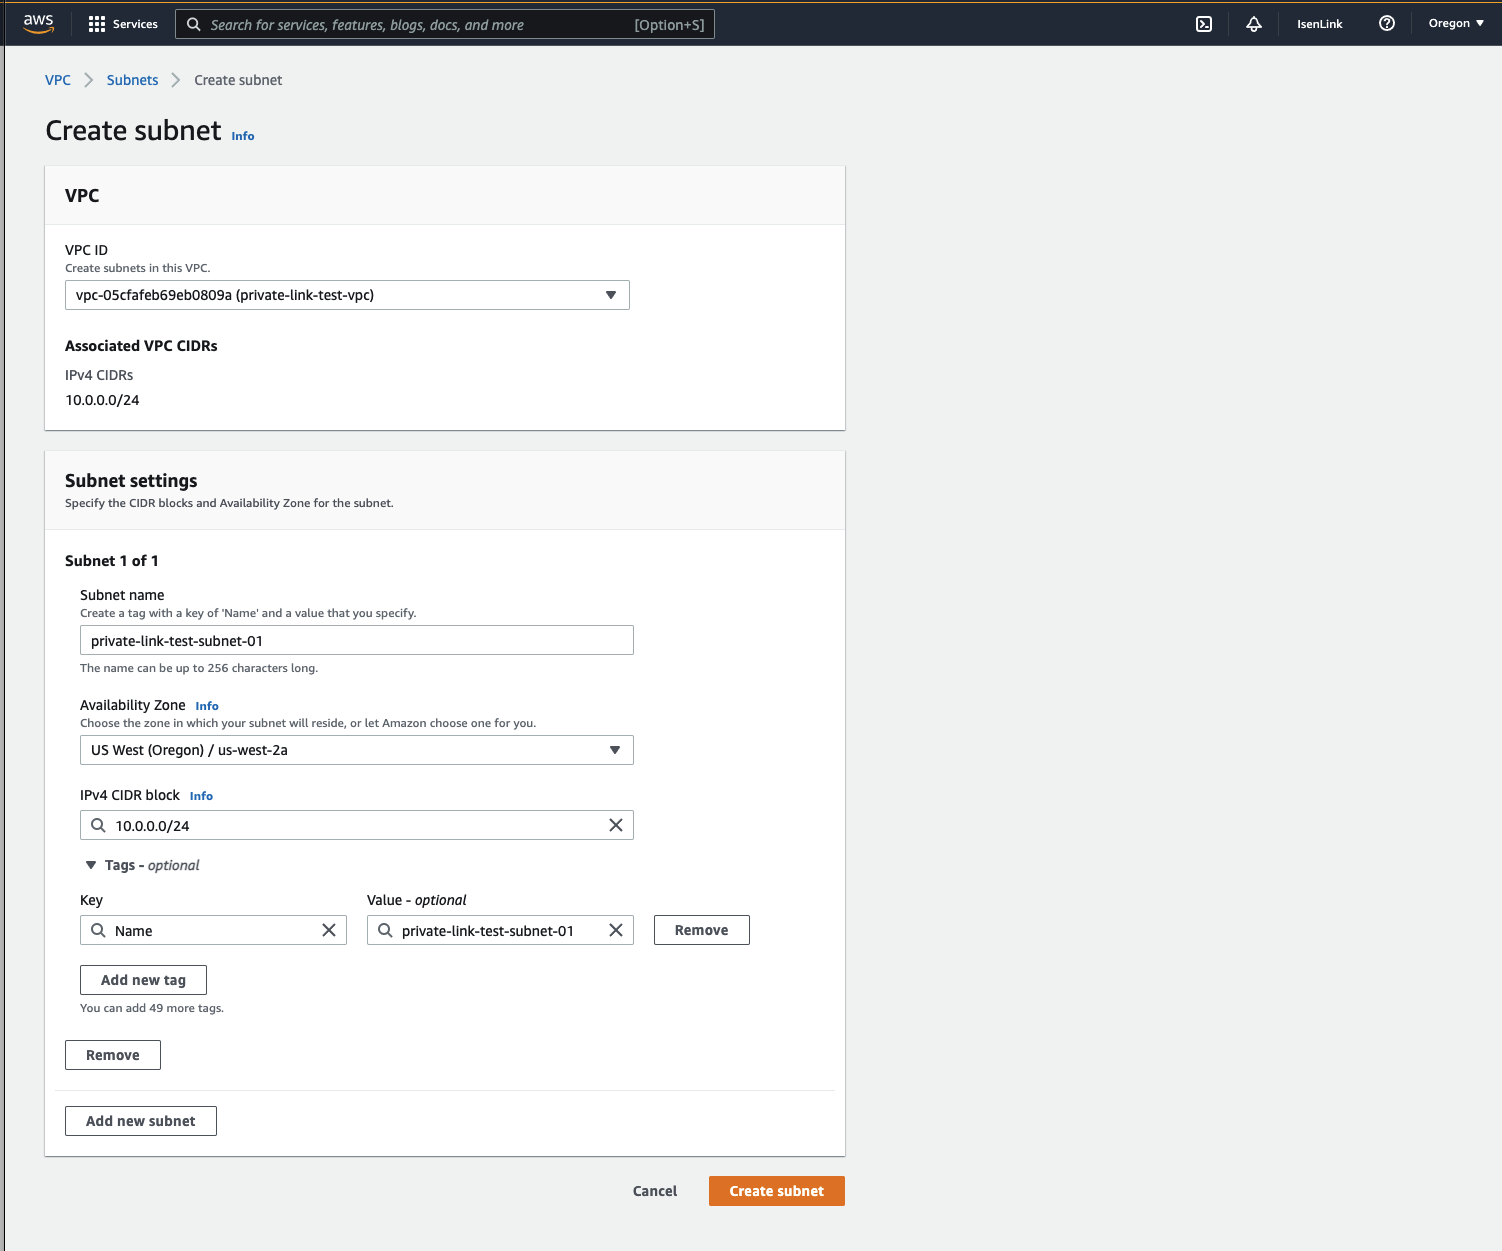 aws Services Search for services, features, blogs, docs, and more [Option+S] IsenLink Oregon
VPC Subnets Create subnet
Create subnet Info
VPC
VPC ID
Create subnets in this VPC.
vpc-05cfafeb69eb0809a (private-link-test-vpc)
Associated VPC CIDRs
IPv4 CIDRs
10.0.0.0/24
Subnet settings
Specify the CIDR blocks and Availability Zone for the subnet.
Subnet 1 of 1
Subnet name
Create a tag with a key of 'Name' and a value that you specify.
private-link-test-subnet-01
The name can be up to 256 characters long.
Availability Zone Info
Choose the zone in which your subnet will reside, or let Amazon choose one for you.
US West (Oregon) / us-west-2a
IPv4 CIDR block Info
10.0.0.0/24
Tags - optional
Key Value - optional
Name private-link-test-subnet-01 Remove
Add new tag
You can add 49 more tags.
Remove
Add new subnet
Cancel Create subnet